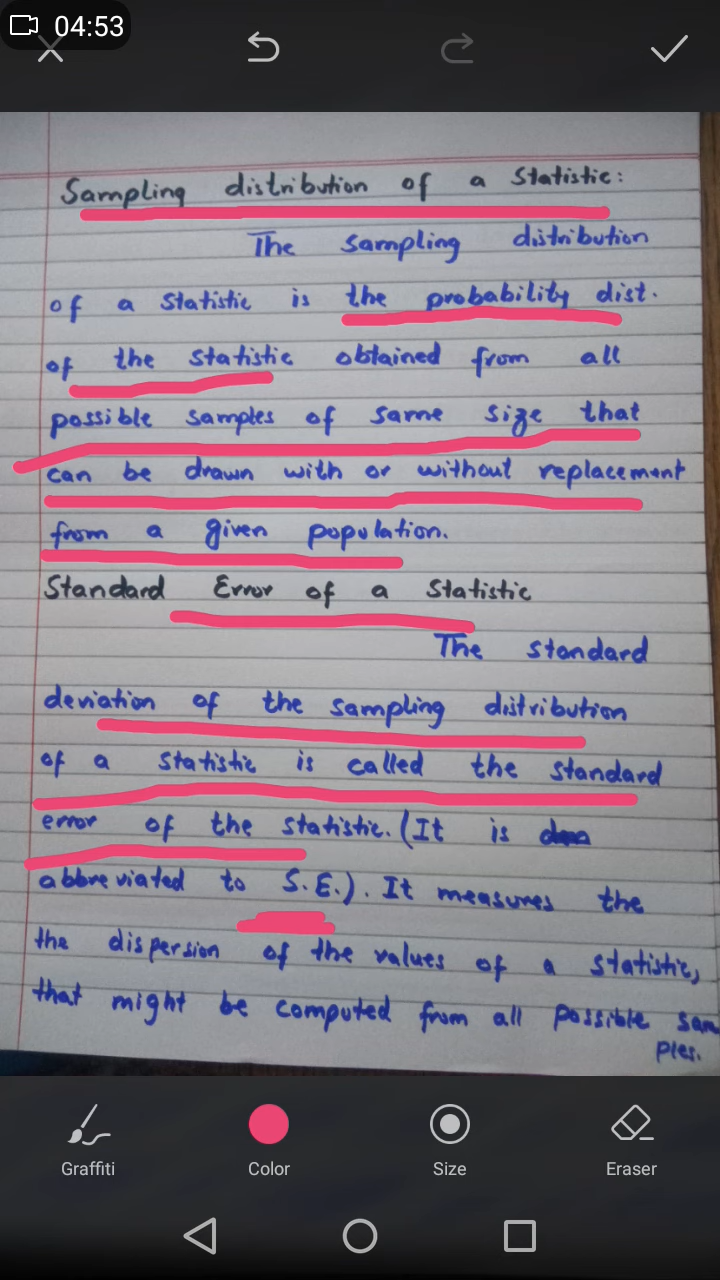 04:53
Sampling distribution of a Statistic:
The sampling distribution
of a statistic is the probability dist.
of the statistic obtained from all
possible samples of same size that
can be drawn with or without replacement
from a given population.
Standard Error of a Statistic
The standard
deviation of the sampling distribution
of a statistic is called the standard
error of the statistic. (It is
abbreviated to S.E.). It measures the
the dispersion of the values of a statistic,
that might be computed from all possible sam
ples.
Graffiti Color Size Eraser